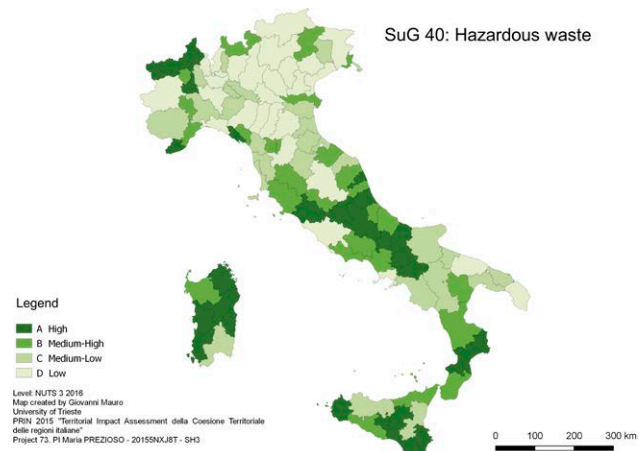 SuG 40: Hazardous waste
Legend
A High
B Medium-High
C Medium-Low
D Low
Level: NUTS 3 2016
Map created by Giovanni Mauro
University of Trieste
PRIN 2015 "Territorial Impact Assessment della Coesione Territoriale
delle regioni italiane"
Project 73. PI Maria PREZIOSO - 20155NXJ8T - SH3
0 100 200 300 km